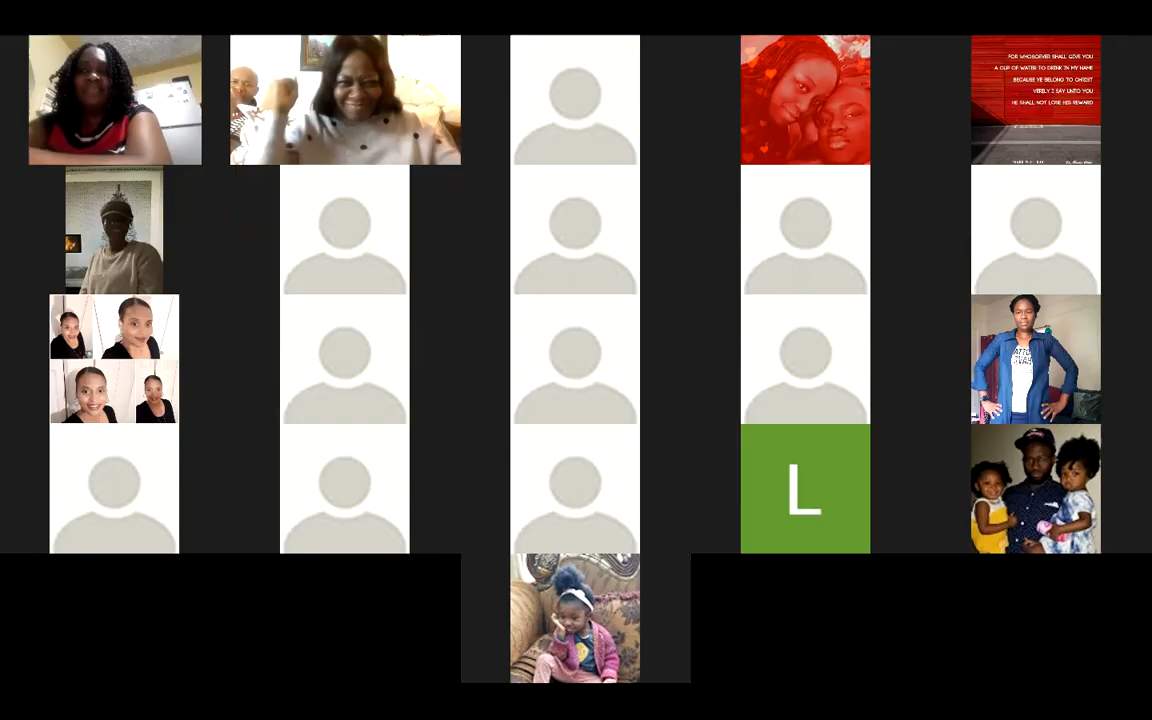 FOR WHOSOEVER SHALL GIVE YOU
A CUP OF WATER TO DRINK IN MY NAME
BECAUSE YE BELONG TO CHRIST
VERILY I SAY UNTO YOU
HE SHALL NOT LOSE HIS REWARD
L